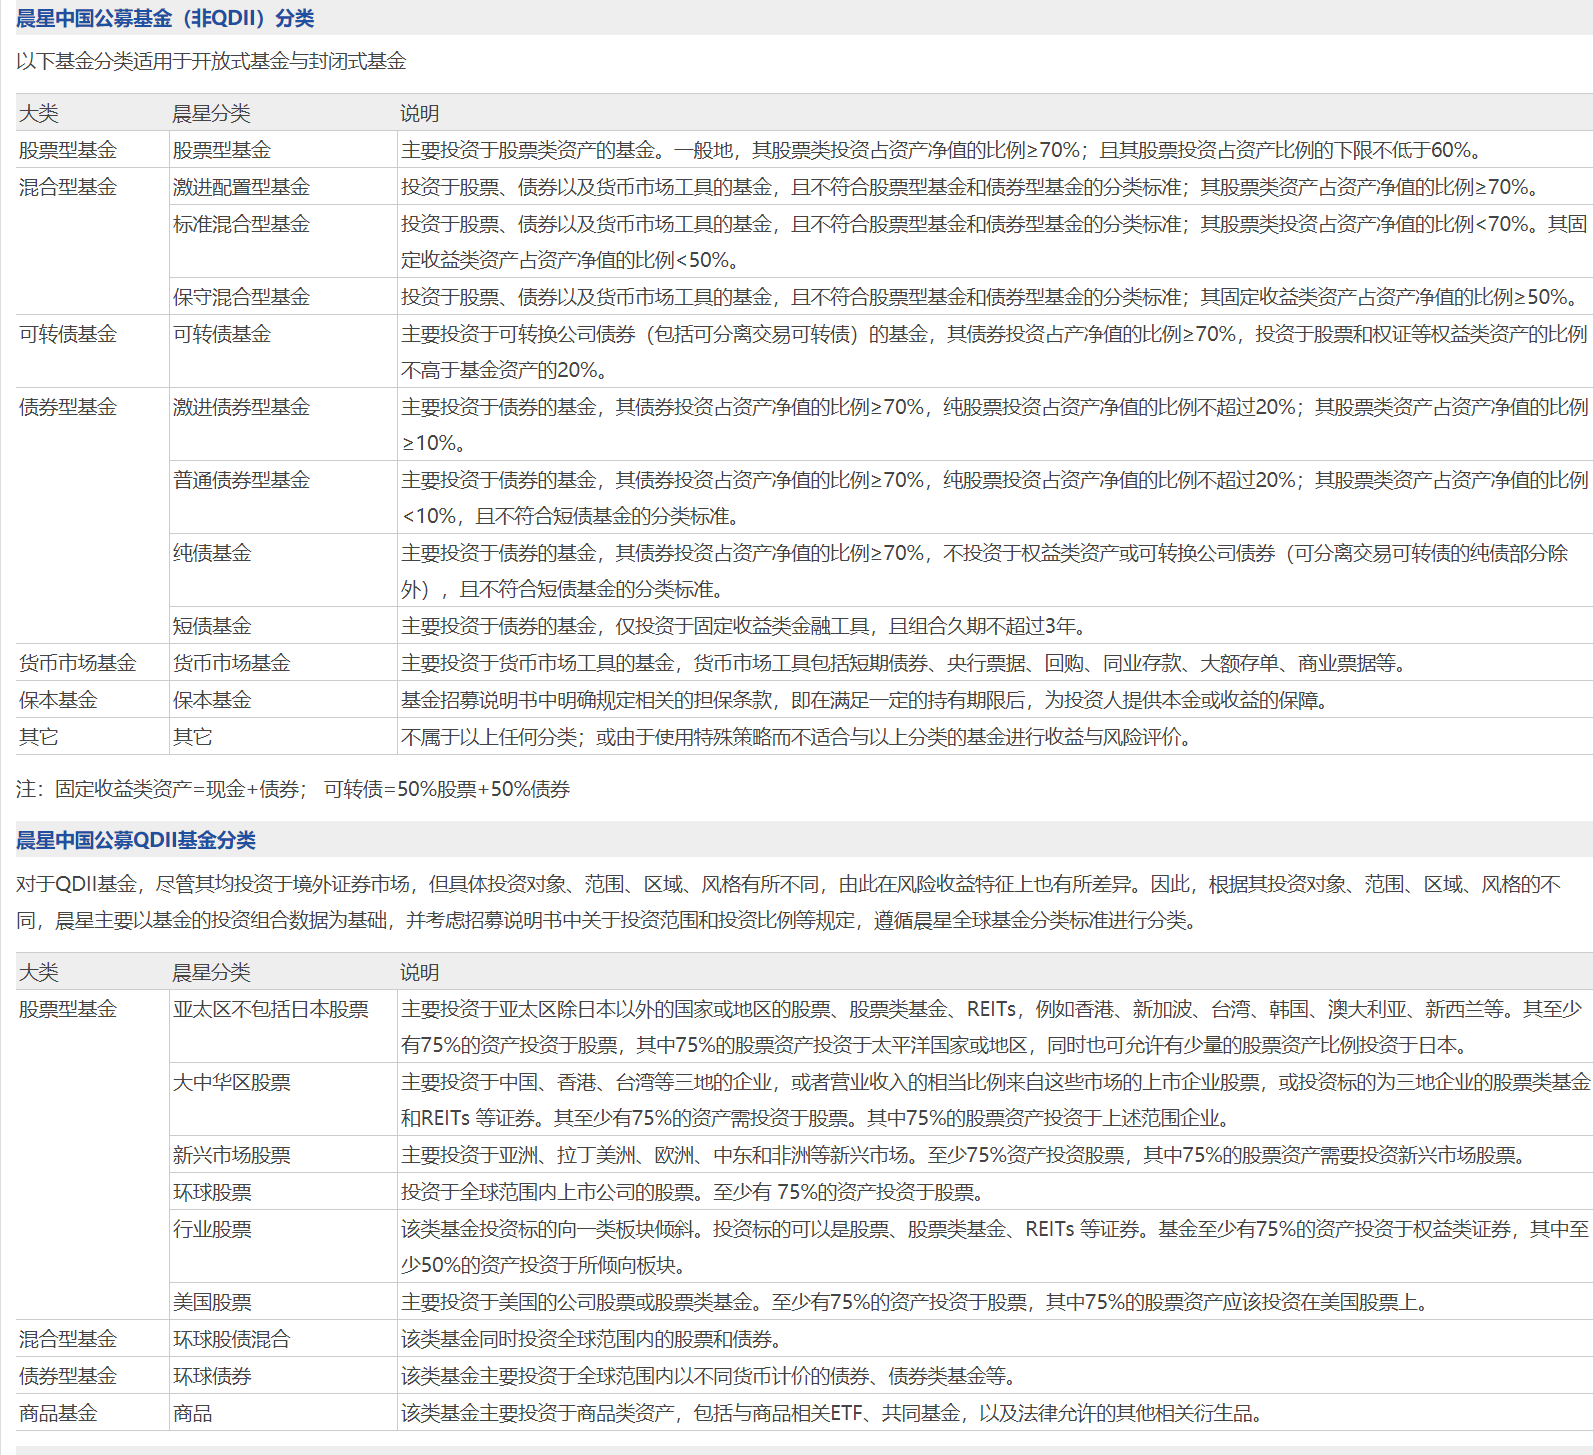 晨星中国公募基金（非QDII）分类
以下基金分类适用于开放式基金与封闭式基金
大类 晨星分类 说明
股票型基金 股票型基金 主要投资于股票类资产的基金。一般地，其股票类投资占资产净值的比例≥70%；且其股票投资占资产比例的下限不低于60%。
混合型基金 激进配置型基金 投资于股票、债券以及货币市场工具的基金，且不符合股票型基金和债券型基金的分类标准；其股票类资产占资产净值的比例≥70%。
标准混合型基金 投资于股票、债券以及货币市场工具的基金，且不符合股票型基金和债券型基金的分类标准；其股票类投资占资产净值的比例<70%。其固
定收益类资产占资产净值的比例<50%。
保守混合型基金 投资于股票、债券以及货币市场工具的基金，且不符合股票型基金和债券型基金的分类标准；其固定收益类资产占资产净值的比例≥50%。
可转债基金 可转债基金 主要投资于可转换公司债券（包括可分离交易可转债）的基金，其债券投资占产净值的比例≥70%，投资于股票和权证等权益类资产的比例
不高于基金资产的20%。
债券型基金 激进债券型基金 主要投资于债券的基金，其债券投资占资产净值的比例≥70%，纯股票投资占资产净值的比例不超过20%；其股票类资产占资产净值的比例
≥10%。
普通债券型基金 主要投资于债券的基金，其债券投资占资产净值的比例≥70%，纯股票投资占资产净值的比例不超过20%；其股票类资产占资产净值的比例
<10%，且不符合短债基金的分类标准。
纯债基金 主要投资于债券的基金，其债券投资占资产净值的比例≥70%，不投资于权益类资产或可转换公司债券（可分离交易可转债的纯债部分除
外），且不符合短债基金的分类标准。
短债基金 主要投资于债券的基金，仅投资于固定收益类金融工具，且组合久期不超过3年。
货币市场基金 货币市场基金 主要投资于货币市场工具的基金，货币市场工具包括短期债券、央行票据、回购、同业存款、大额存单、商业票据等。
保本基金 保本基金 基金招募说明书中明确规定相关的担保条款，即在满足一定的持有期限后，为投资人提供本金或收益的保障。
其它 其它 不属于以上任何分类；或由于使用特殊策略而不适合与以上分类的基金进行收益与风险评价。
注：固定收益类资产=现金+债券； 可转债=50%股票+50%债券
晨星中国公募QDII基金分类
对于QDII基金，尽管其均投资于境外证券市场，但具体投资对象、范围、区域、风格有所不同，由此在风险收益特征上也有所差异。因此，根据其投资对象、范围、区域、风格的不
同，晨星主要以基金的投资组合数据为基础，并考虑招募说明书中关于投资范围和投资比例等规定，遵循晨星全球基金分类标准进行分类。
大类 晨星分类 说明
股票型基金 亚太区不包括日本股票 主要投资于亚太区除日本以外的国家或地区的股票、股票类基金、REITs，例如香港、新加波、台湾、韩国、澳大利亚、新西兰等。其至少
有75%的资产投资于股票，其中75%的股票资产投资于太平洋国家或地区，同时也可允许有少量的股票资产比例投资于日本。
大中华区股票 主要投资于中国、香港、台湾等三地的企业，或者营业收入的相当比例来自这些市场的上市企业股票，或投资标的为三地企业的股票类基金
和REITs 等证券。其至少有75%的资产需投资于股票。其中75%的股票资产投资于上述范围企业。
新兴市场股票 主要投资于亚洲、拉丁美洲、欧洲、中东和非洲等新兴市场。至少75%资产投资股票，其中75%的股票资产需要投资新兴市场股票。
环球股票 投资于全球范围内上市公司的股票。至少有 75%的资产投资于股票。
行业股票 该类基金投资标的向一类板块倾斜。投资标的可以是股票、股票类基金、REITs 等证券。基金至少有75%的资产投资于权益类证券，其中至
少50%的资产投资于所倾向板块。
美国股票 主要投资于美国的公司股票或股票类基金。至少有75%的资产投资于股票，其中75%的股票资产应该投资在美国股票上。
混合型基金 环球股债混合 该类基金同时投资全球范围内的股票和债券。
债券型基金 环球债券 该类基金主要投资于全球范围内以不同货币计价的债券、债券类基金等。
商品基金 商品 该类基金主要投资于商品类资产，包括与商品相关ETF、共同基金，以及法律允许的其他相关衍生品。